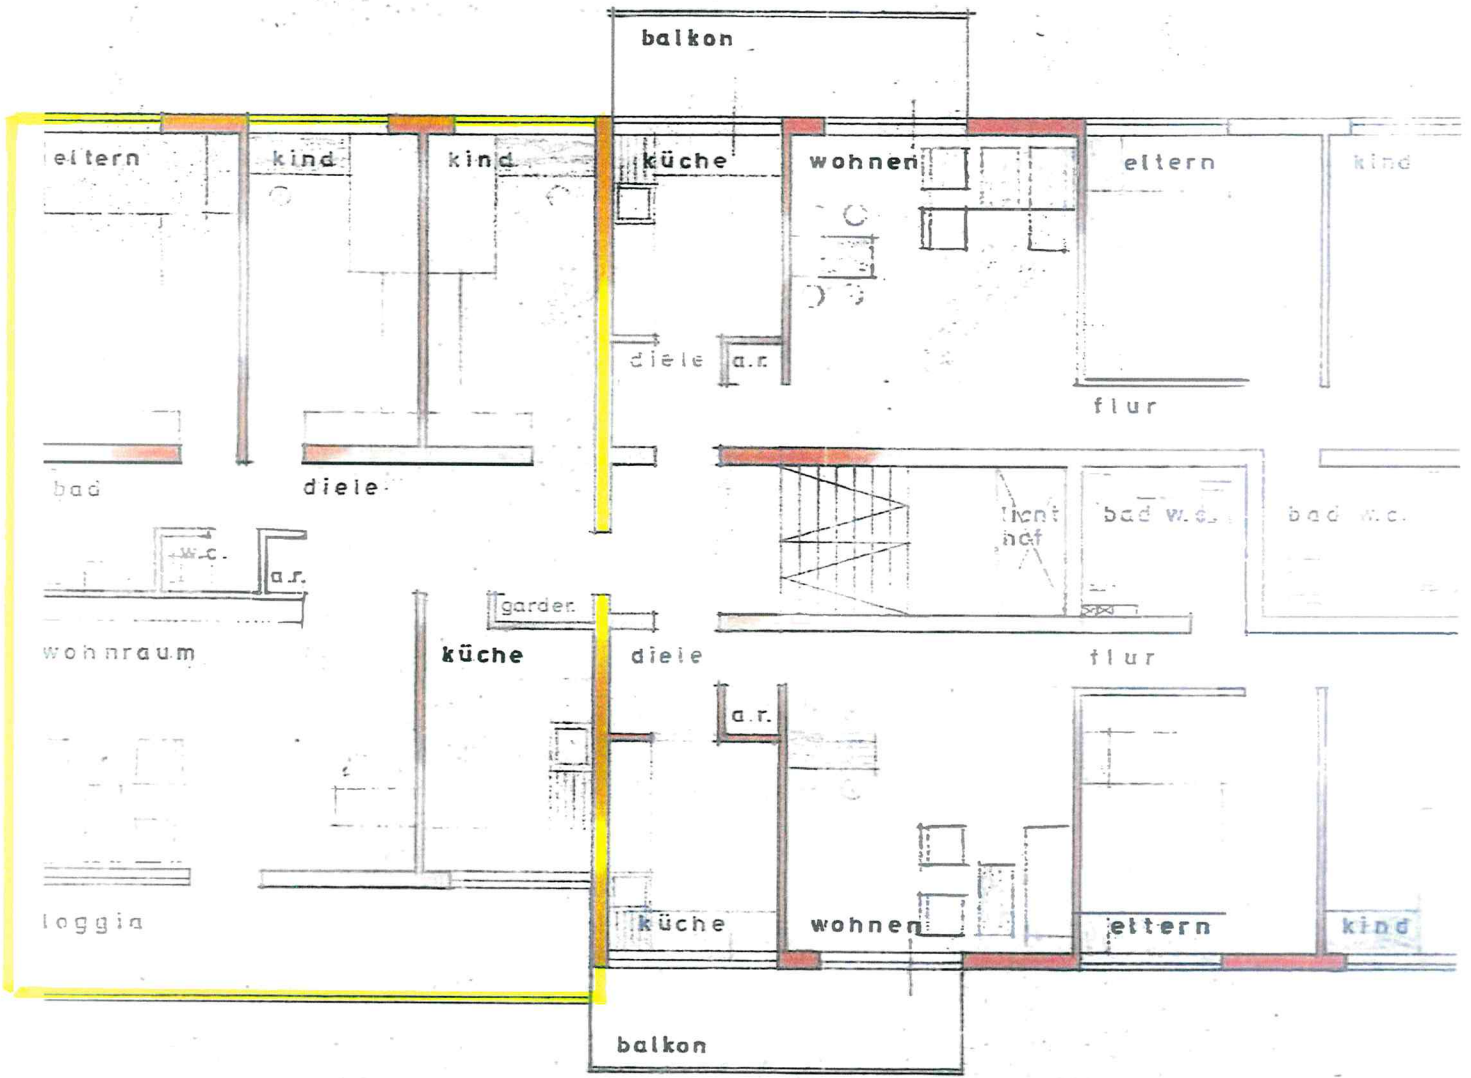 balkon
eltern
kind
kind
küche
wohnen
eltern
kind
diele
a.r.
flur
bad
diele
licht
hof
bad w.c.
bad w.c.
w.c.
a.r.
garder.
wohnraum
küche
diele
flur
a.r.
loggia
küche
wohnen
eltern
kind
balkon